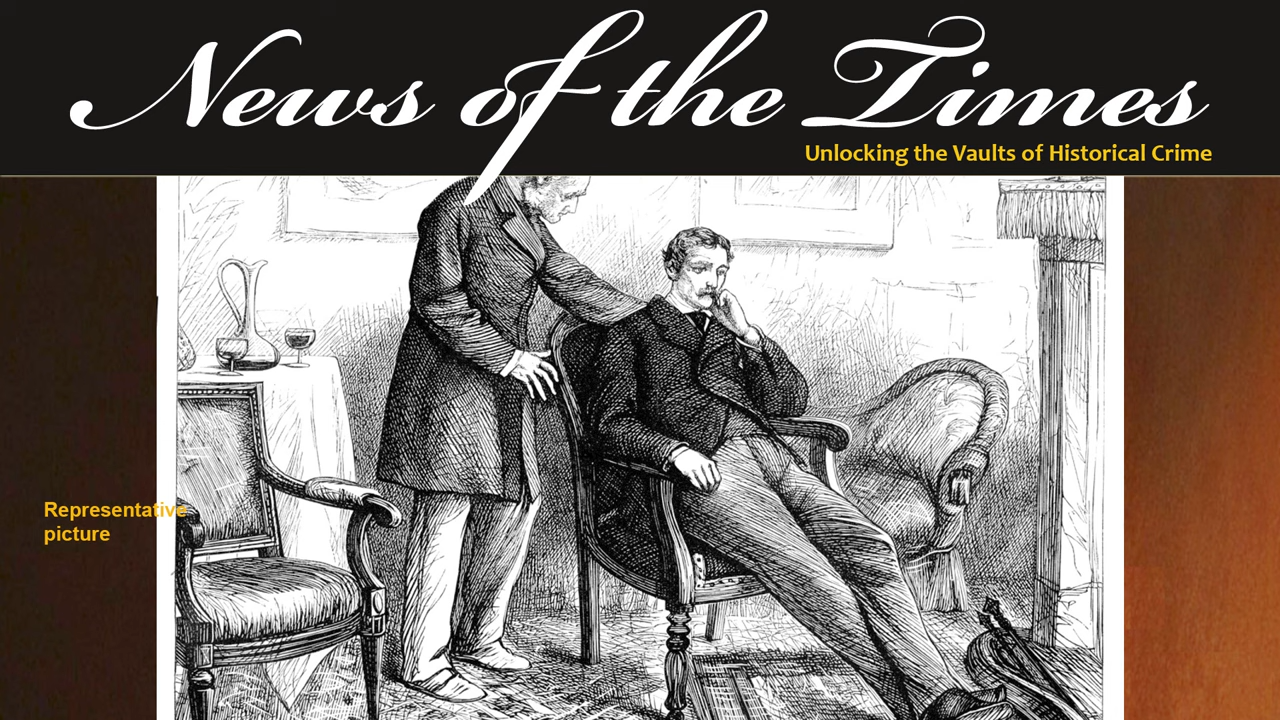 News of the Times
Unlocking the Vaults of Historical Crime
Representative
picture